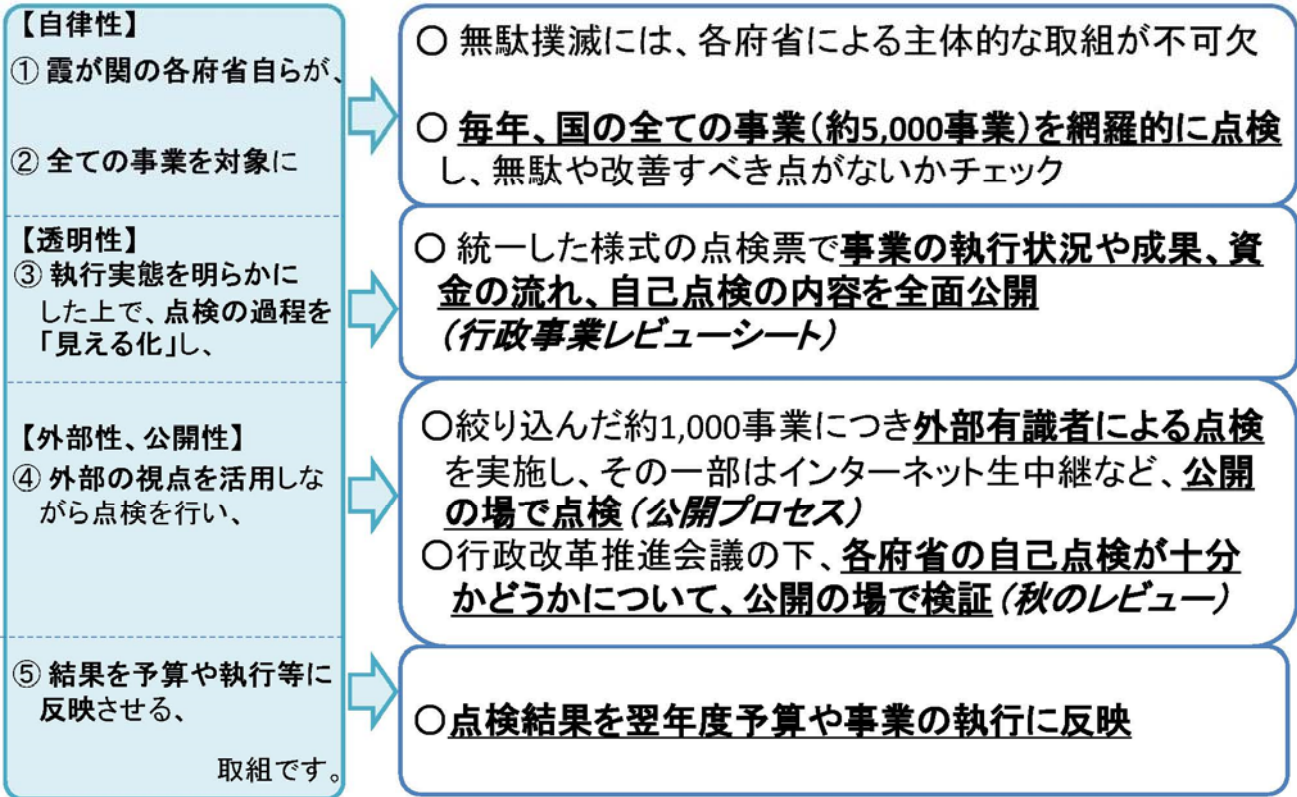 【自律性】
① 霞が関の各府省自らが、
② 全ての事業を対象に
○ 無駄撲滅には、各府省による主体的な取組が不可欠
○ 毎年、国の全ての事業(約5,000事業)を網羅的に点検
し、無駄や改善すべき点がないかチェック
【透明性】
③ 執行実態を明らかに
した上で、点検の過程を
「見える化」し、
○ 統一した様式の点検票で事業の執行状況や成果、資
金の流れ、自己点検の内容を全面公開
(行政事業レビューシート)
【外部性、公開性】
④ 外部の視点を活用しな
がら点検を行い、
○絞り込んだ約1,000事業につき外部有識者による点検
を実施し、その一部はインターネット生中継など、公開
の場で点検(公開プロセス)
○行政改革推進会議の下、各府省の自己点検が十分
かどうかについて、公開の場で検証(秋のレビュー)
⑤ 結果を予算や執行等に
反映させる、
取組です。
○点検結果を翌年度予算や事業の執行に反映